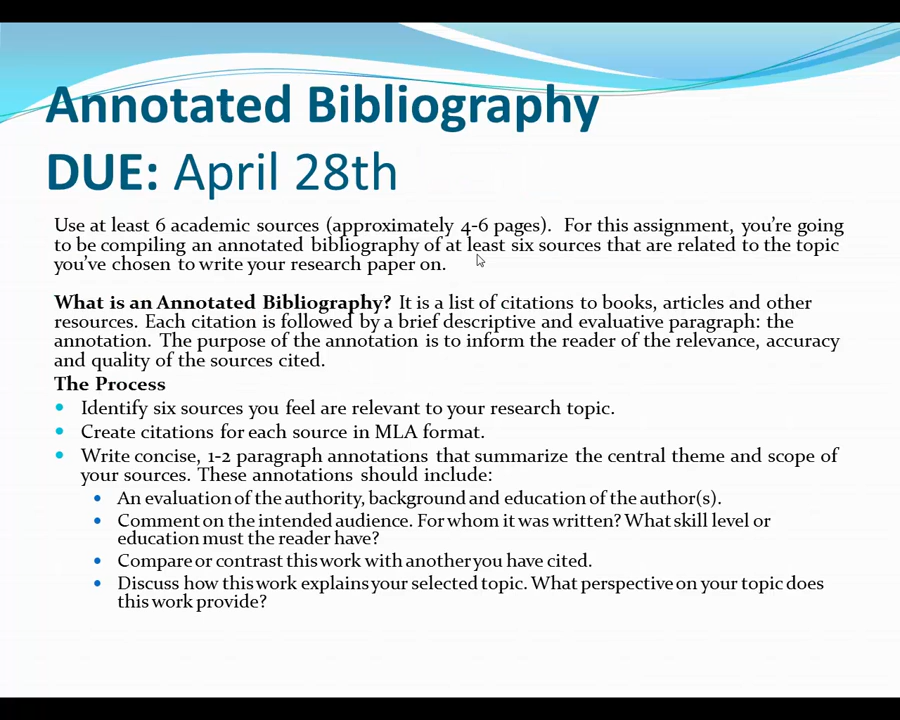 Annotated Bibliography
DUE: April 28th
Use at least 6 academic sources (approximately 4-6 pages).  For this assignment, you're going
to be compiling an annotated bibliography of at least six sources that are related to the topic
you've chosen to write your research paper on.
What is an Annotated Bibliography? It is a list of citations to books, articles and other
resources. Each citation is followed by a brief descriptive and evaluative paragraph: the
annotation. The purpose of the annotation is to inform the reader of the relevance, accuracy
and quality of the sources cited.
The Process
• Identify six sources you feel are relevant to your research topic.
• Create citations for each source in MLA format.
• Write concise, 1-2 paragraph annotations that summarize the central theme and scope of
your sources. These annotations should include:
• An evaluation of the authority, background and education of the author(s).
• Comment on the intended audience. For whom it was written? What skill level or
education must the reader have?
• Compare or contrast this work with another you have cited.
• Discuss how this work explains your selected topic. What perspective on your topic does
this work provide?